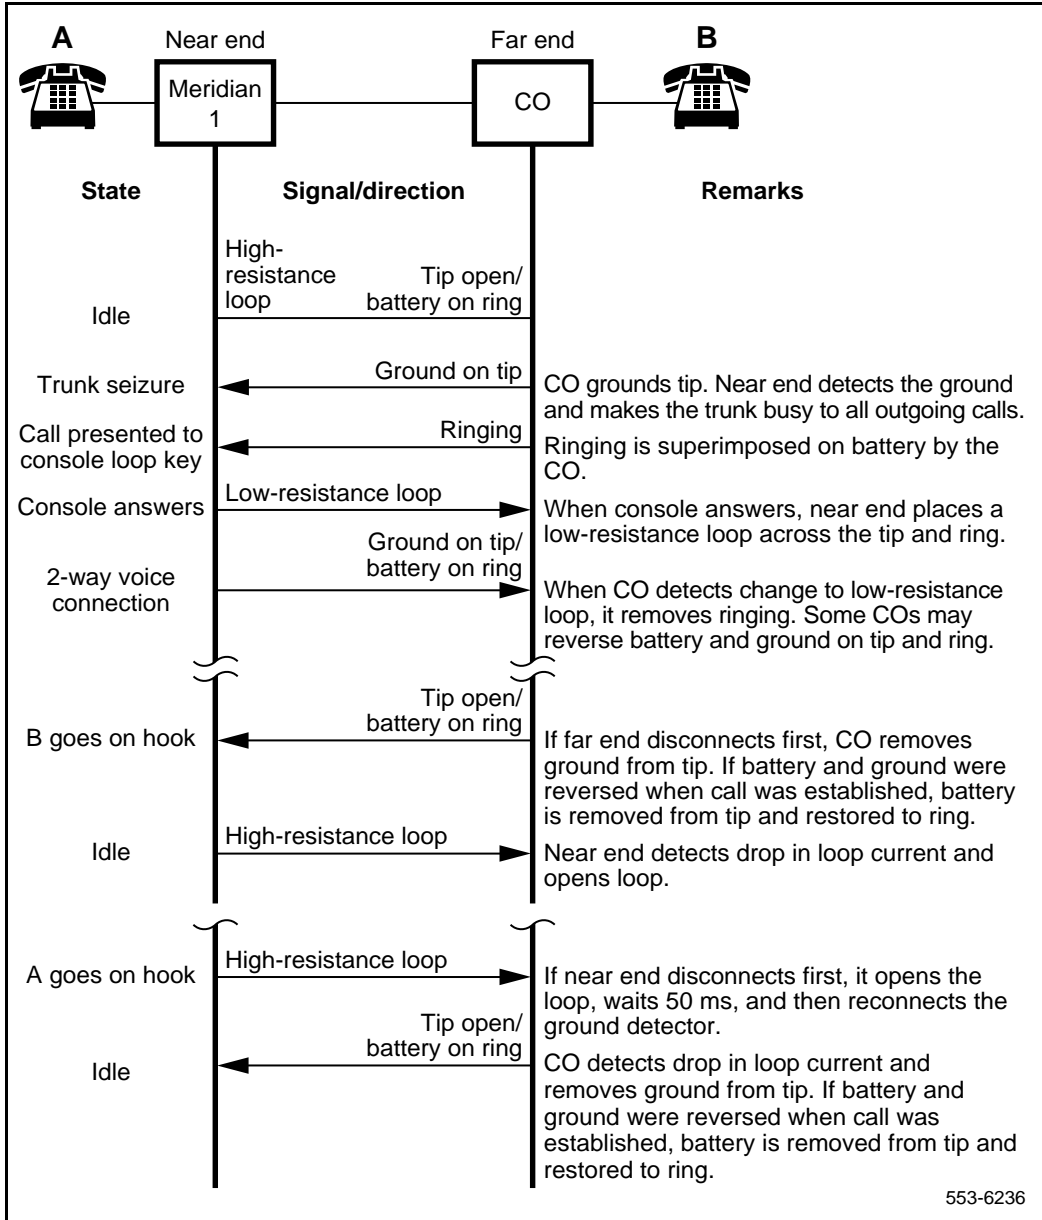 A
Near end
Far end
B
Meridian
1
CO
State
Signal/direction
Remarks
High-
resistance
loop
Tip open/
battery on ring
Idle
Trunk seizure
Ground on tip
CO grounds tip. Near end detects the ground
and makes the trunk busy to all outgoing calls.
Call presented to
console loop key
Ringing
Ringing is superimposed on battery by the
CO.
Console answers
Low-resistance loop
When console answers, near end places a
low-resistance loop across the tip and ring.
2-way voice
connection
Ground on tip/
battery on ring
When CO detects change to low-resistance
loop, it removes ringing. Some COs may
reverse battery and ground on tip and ring.
B goes on hook
Tip open/
battery on ring
If far end disconnects first, CO removes
ground from tip. If battery and ground were
reversed when call was established, battery
is removed from tip and restored to ring.
Idle
High-resistance loop
Near end detects drop in loop current and
opens loop.
A goes on hook
High-resistance loop
If near end disconnects first, it opens the
loop, waits 50 ms, and then reconnects the
ground detector.
Idle
Tip open/
battery on ring
CO detects drop in loop current and
removes ground from tip. If battery and
ground were reversed when call was
established, battery is removed from tip and
restored to ring.
553-6236